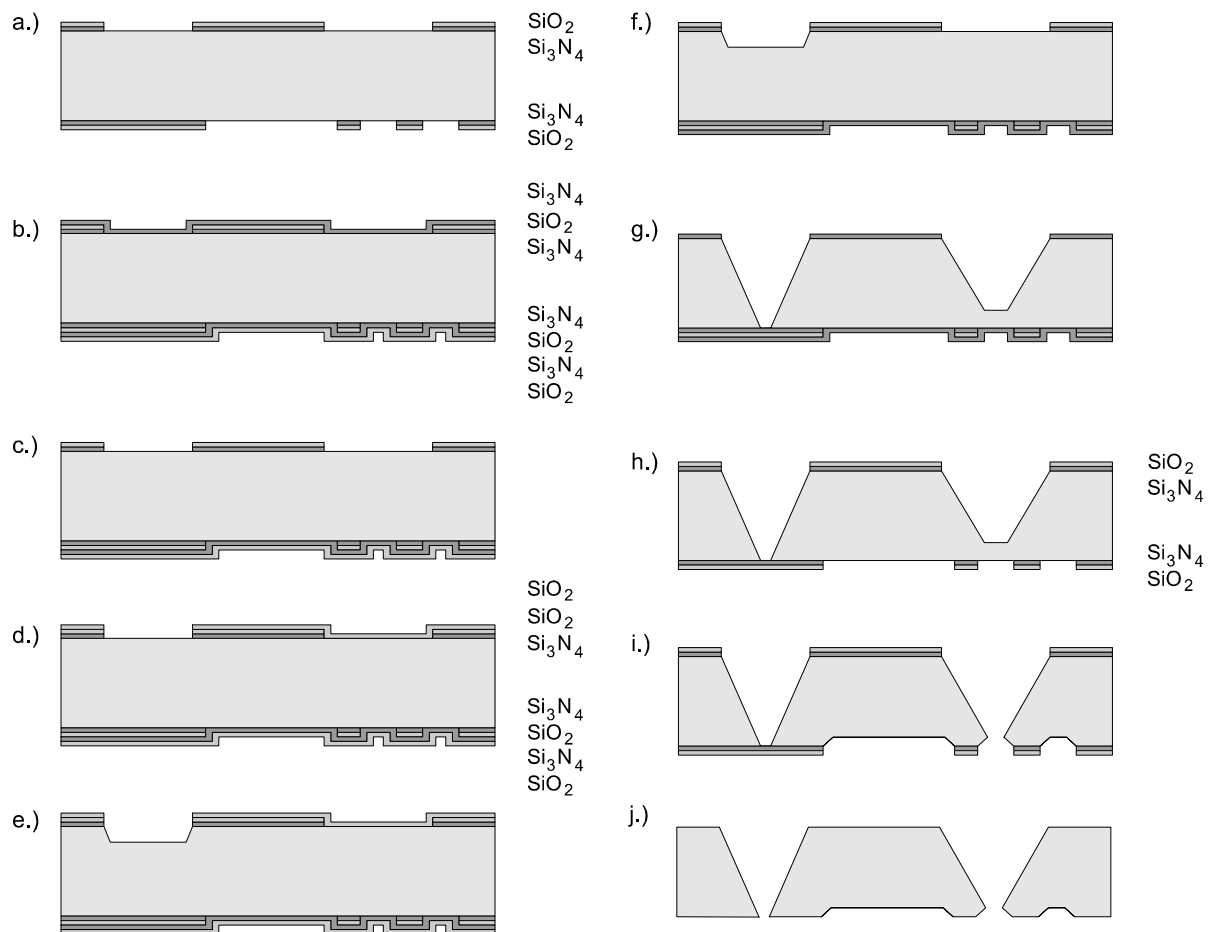 a.)
SiO₂
Si₃N₄
Si₃N₄
SiO₂
b.)
Si₃N₄
SiO₂
Si₃N₄
Si₃N₄
SiO₂
Si₃N₄
SiO₂
c.)
d.)
SiO₂
SiO₂
Si₃N₄
Si₃N₄
SiO₂
Si₃N₄
SiO₂
e.)
f.)
g.)
h.)
SiO₂
Si₃N₄
Si₃N₄
SiO₂
i.)
j.)